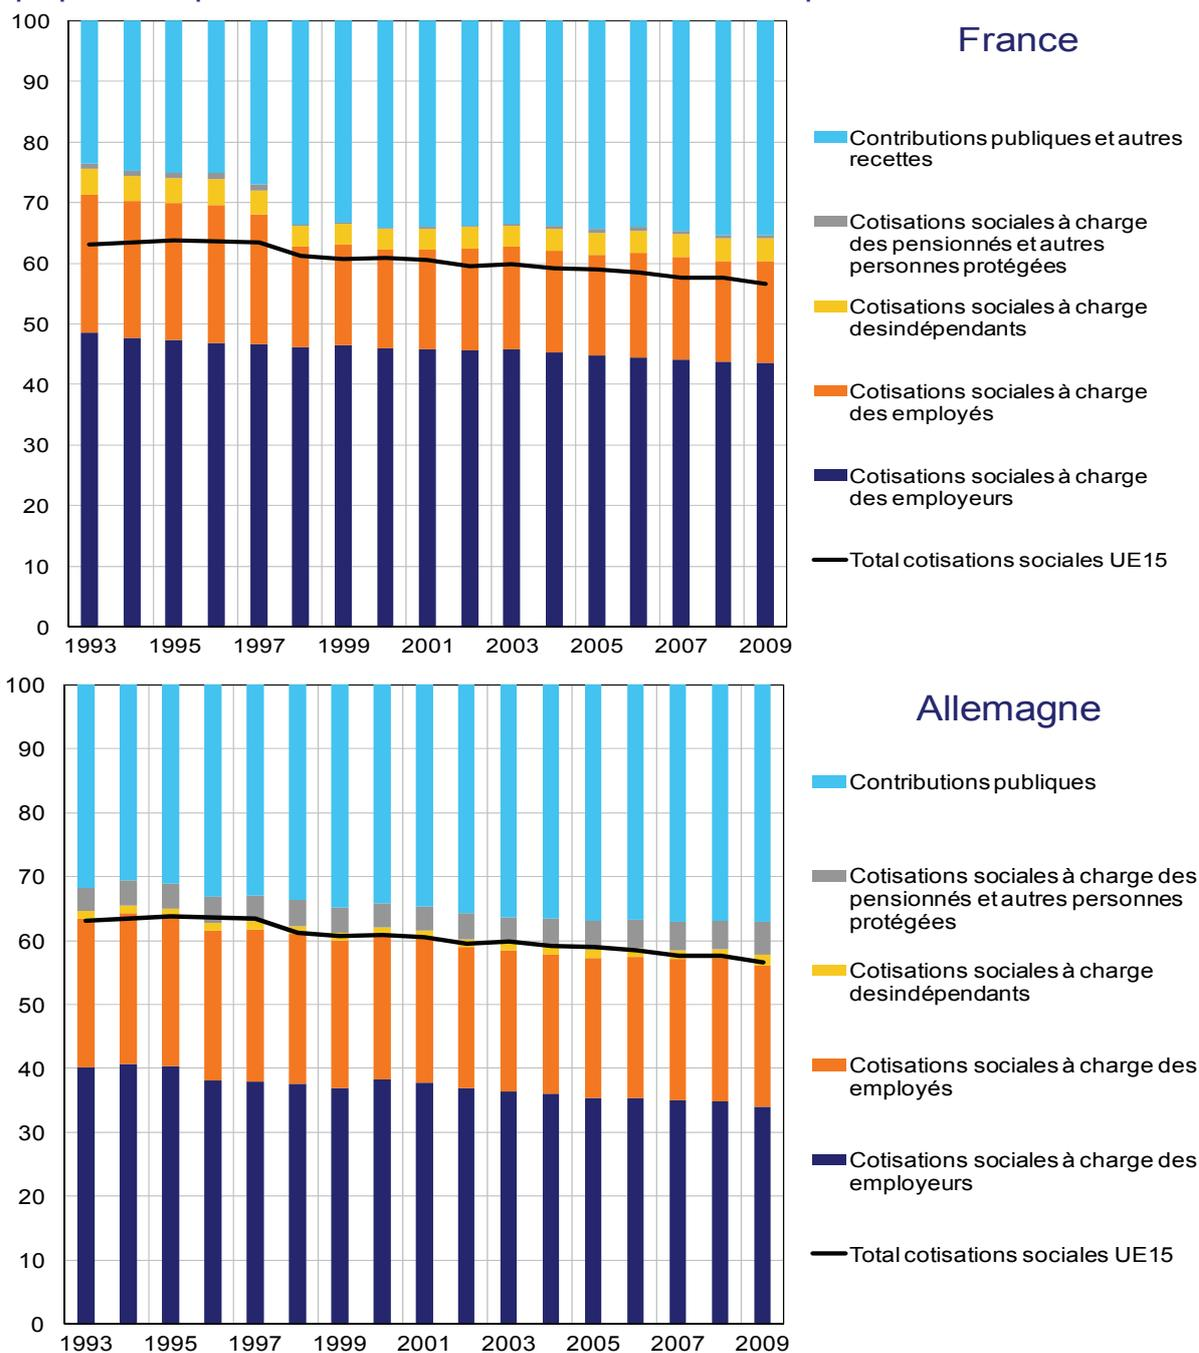 100
90
80
70
60
50
40
30
20
10
0
1993 1995 1997 1999 2001 2003 2005 2007 2009
France
Contributions publiques et autres
recettes
Cotisations sociales à charge
des pensionnés et autres
personnes protégées
Cotisations sociales à charge
desindépendants
Cotisations sociales à charge
des employés
Cotisations sociales à charge
des employeurs
Total cotisations sociales UE15
100
90
80
70
60
50
40
30
20
10
0
1993 1995 1997 1999 2001 2003 2005 2007 2009
Allemagne
Contributions publiques
Cotisations sociales à charge des
pensionnés et autres personnes
protégées
Cotisations sociales à charge
desindépendants
Cotisations sociales à charge des
employés
Cotisations sociales à charge des
employeurs
Total cotisations sociales UE15